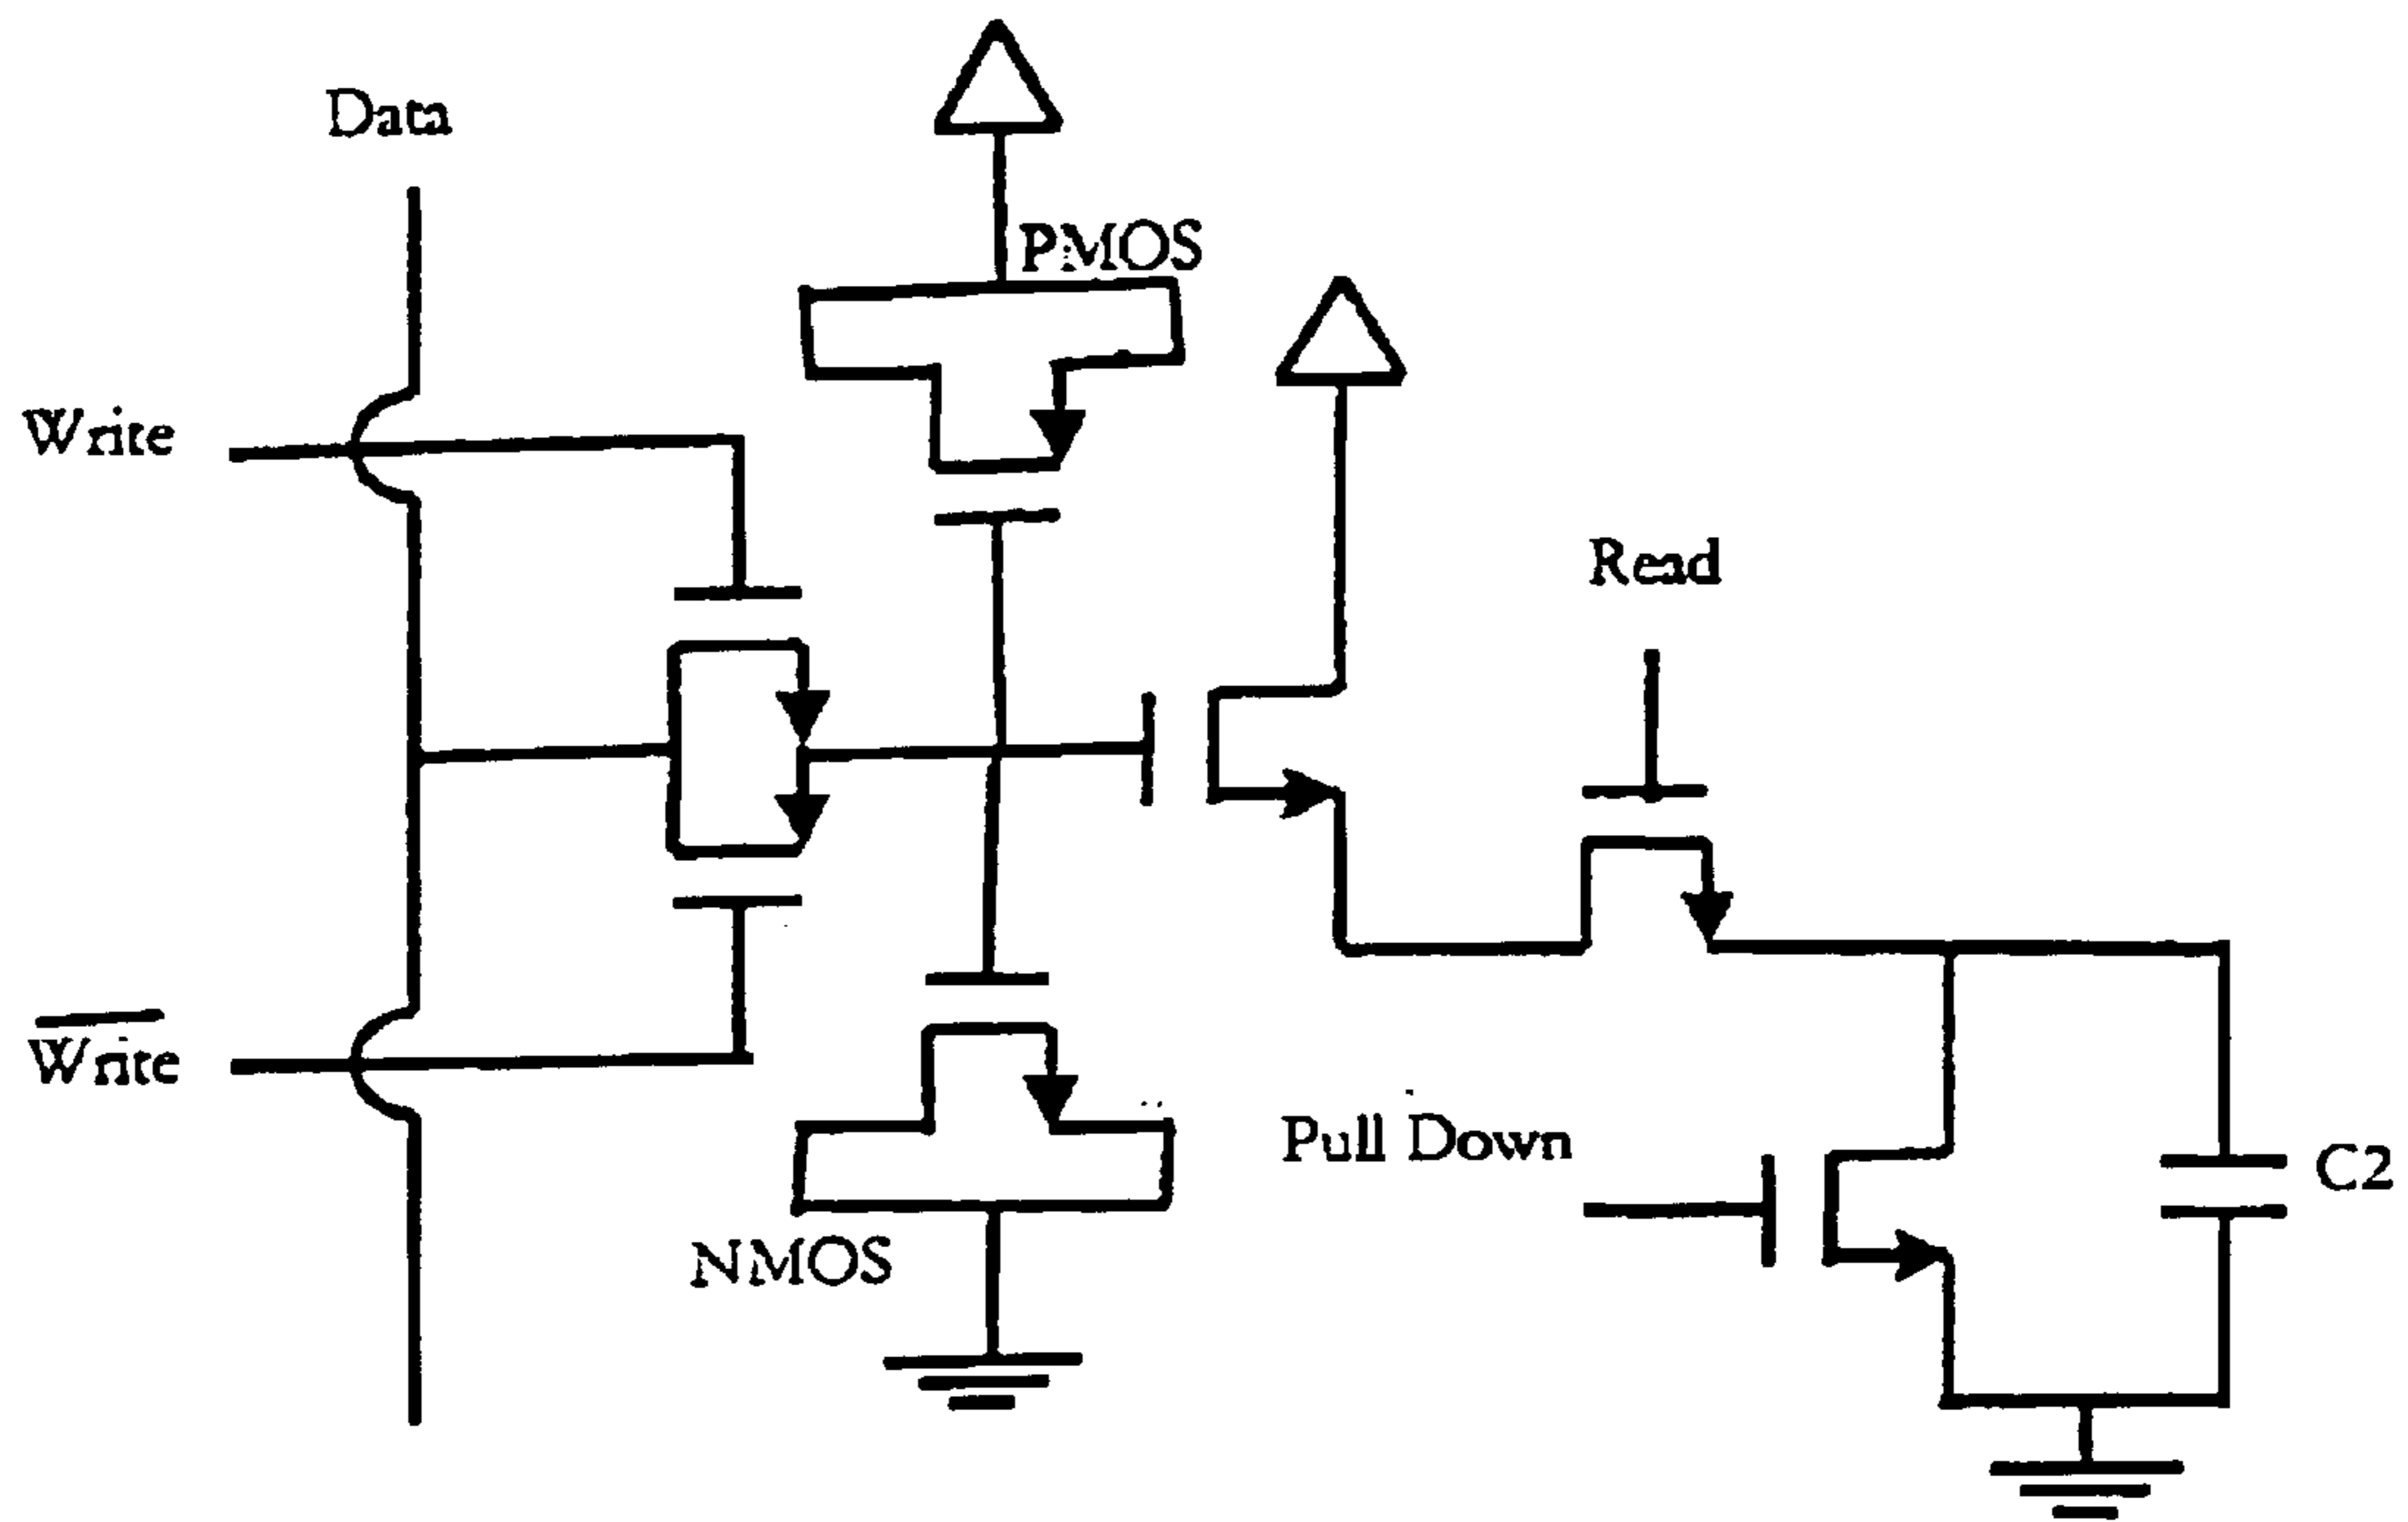 Data
PMOS
Write
Read
Write
Pull Down
C2
NMOS